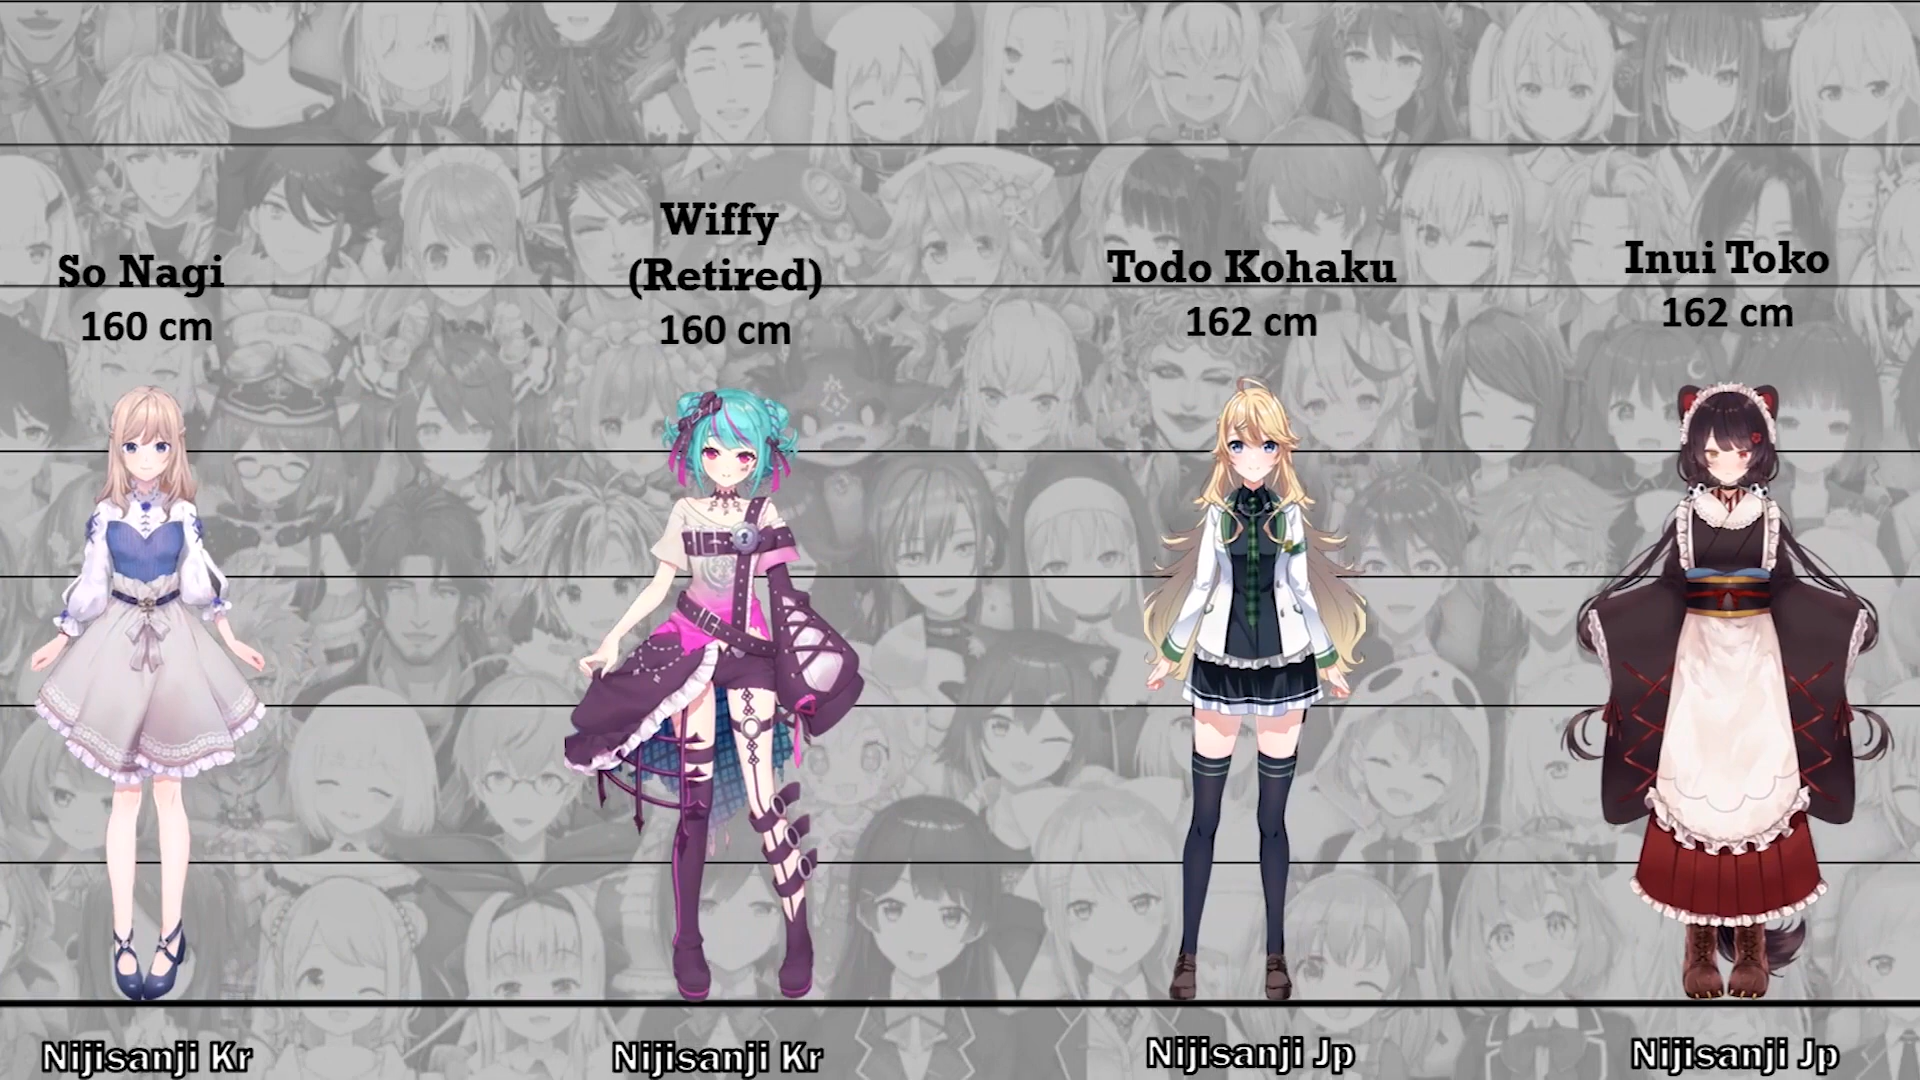 So Nagi
160 cm
Wiffy
(Retired)
160 cm
Todo Kohaku
162 cm
Inui Toko
162 cm
Nijisanji Kr
Nijisanji Kr
Nijisanji Jp
Nijisanji Jp